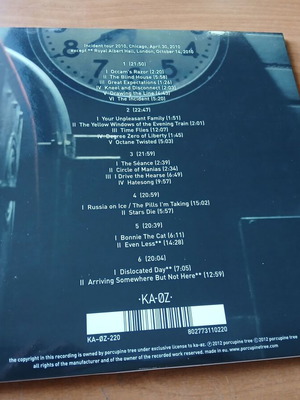 Incident tour 2010, Chicago, April 30, 2010
except ** Royal Albert Hall, London, October 14, 2010
1 (21:50)
I Occam's Razor (2:20)
II The Blind House (5:58)
III Great Expectations (1:26)
IV Kneel and Disconnect (2:32)
V Drawing the Line (4:48)
VI The Incident (5:20)
2 (22:47)
I Your Unpleasant Family (1:51)
II The Yellow Windows of the Evening Train (2:01)
III Time Flies (12:07)
IV Degree Zero of Liberty (1:45)
V Octane Twisted (5:03)
3 (21:59)
I The Séance (2:39)
II Circle of Manias (2:34)
III I Drive the Hearse (6:49)
IV Hatesong (9:57)
4 (20:59)
I Russia on Ice / The Pills I'm Taking (15:02)
II Stars Die (5:57)
5 (20:39)
I Bonnie The Cat (6:11)
II Even Less** (14:28)
6 (20:04)
I Dislocated Day** (7:05)
II Arriving Somewhere But Not Here** (12:59)
·KA-ØZ·
KA-ØZ-220
802773110220
the copyright in this recording is owned by porcupine tree under exclusive license to ka-øz. ℗ 2012 porcupine tree © 2012 porcupine tree
all rights of the manufacturer and of the owner of the recorded work reserved. made in eu. www.porcupinetree.com